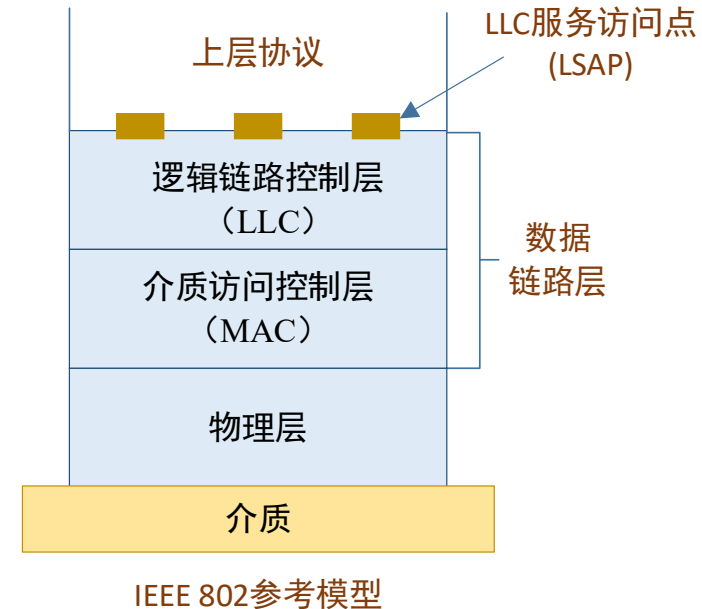 上层协议
LLC服务访问点
(LSAP)
逻辑链路控制层
（LLC）
介质访问控制层
（MAC）
数据
链路层
物理层
介质
IEEE 802参考模型